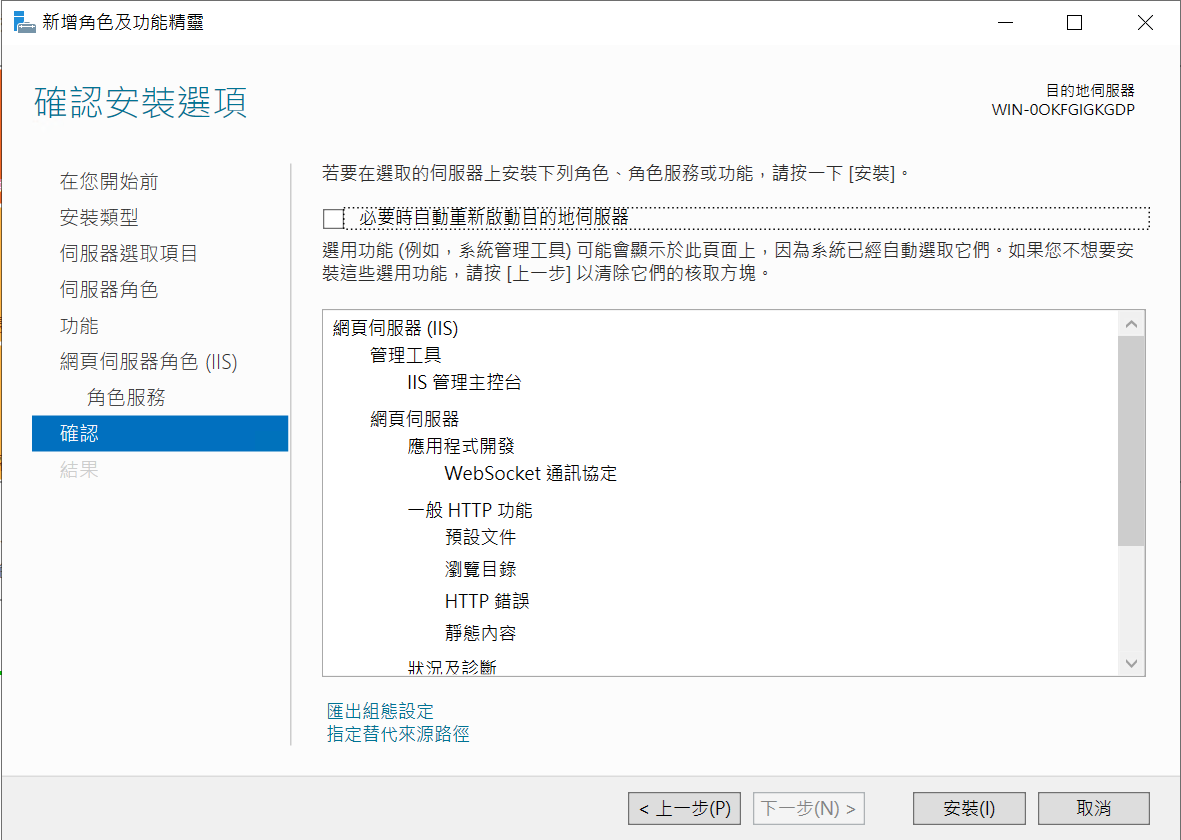 新增角色及功能精靈
確認安裝選項
目的地伺服器
WIN-0OKFGIGKGDP
在您開始前
安裝類型
伺服器選取項目
伺服器角色
功能
網頁伺服器角色 (IIS)
角色服務
確認
結果
若要在選取的伺服器上安裝下列角色、角色服務或功能，請按一下 [安裝]。
必要時自動重新啟動目的地伺服器
選用功能 (例如，系統管理工具) 可能會顯示於此頁面上，因為系統已經自動選取它們。如果您不想要安
裝這些選用功能，請按 [上一步] 以清除它們的核取方塊。
網頁伺服器 (IIS)
管理工具
IIS 管理主控台
網頁伺服器
應用程式開發
WebSocket 通訊協定
一般 HTTP 功能
預設文件
瀏覽目錄
HTTP 錯誤
靜態內容
狀況及診斷
匯出組態設定
指定替代來源路徑
< 上一步(P)
下一步(N) >
安裝(I)
取消